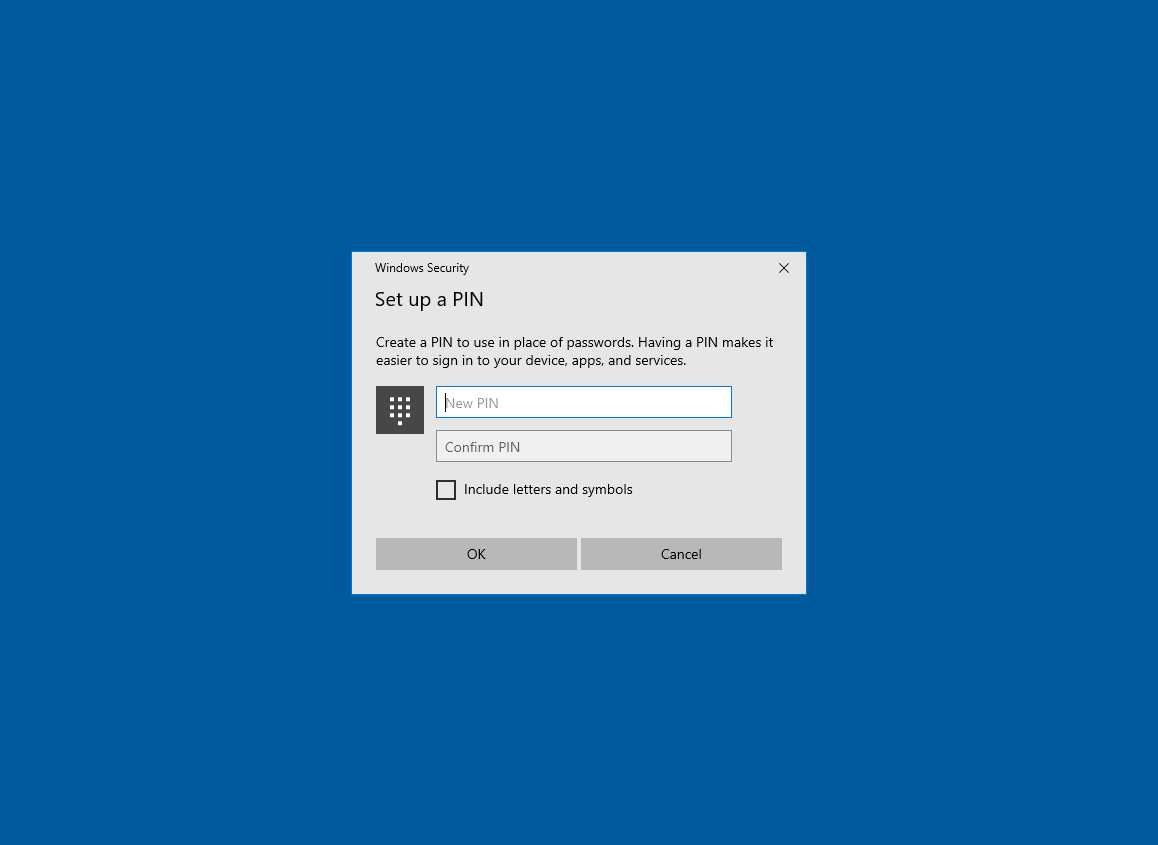 Windows Security
Set up a PIN
Create a PIN to use in place of passwords. Having a PIN makes it
easier to sign in to your device, apps, and services.
New PIN
Confirm PIN
Include letters and symbols
OK
Cancel